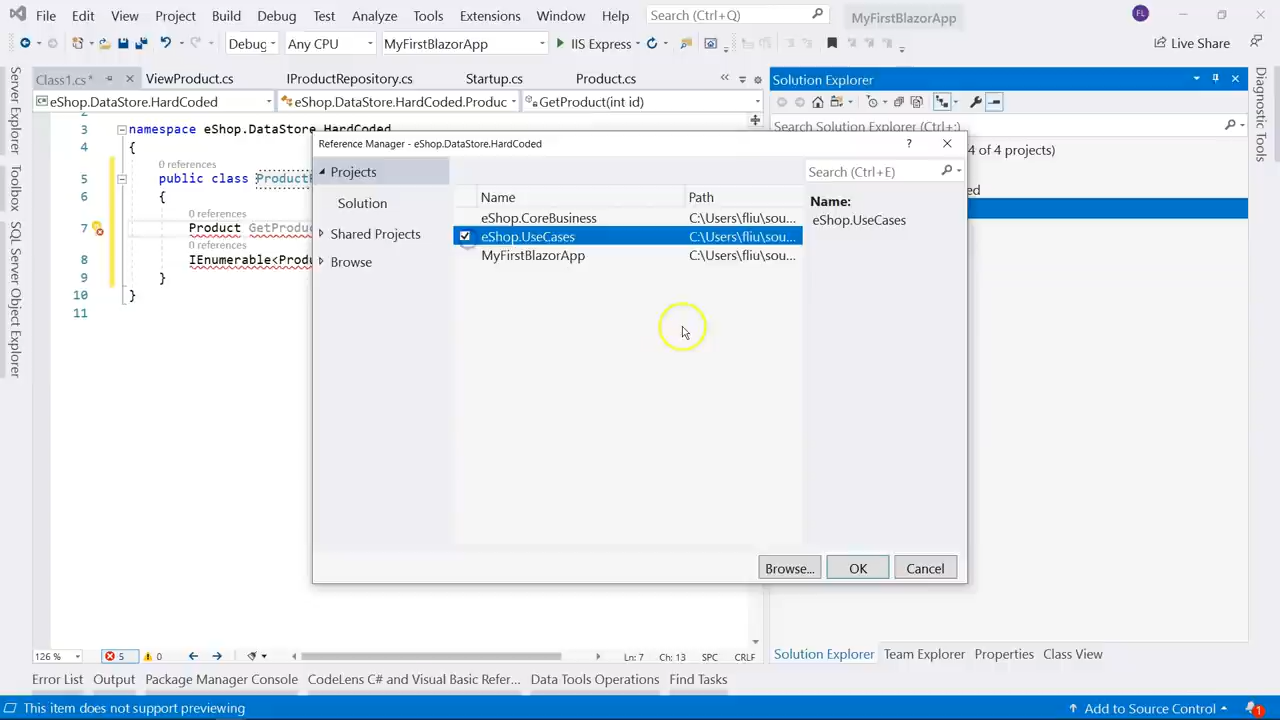 File Edit View Project Build Debug Test Analyze Tools Extensions Window Help Search (Ctrl+Q) MyFirstBlazorApp FL
Debug Any CPU MyFirstBlazorApp IIS Express Live Share
Server Explorer
Toolbox
SQL Server Object Explorer
Class1.cs* ViewProduct.cs IProductRepository.cs Startup.cs Product.cs
eShop.DataStore.HardCoded eShop.DataStore.HardCoded.Produc GetProduct(int id)
2
3 namespace eShop.DataStore.HardCoded
4 {
0 references
5 public class ProductR
6 {
0 references
7 Product GetProduc
0 references
8 IEnumerable<Produ
9 }
10 }
11
Reference Manager - eShop.DataStore.HardCoded ?
Projects
Solution
Shared Projects
Browse
Name Path
eShop.CoreBusiness C:\Users\fliu\sou...
eShop.UseCases C:\Users\fliu\sou...
MyFirstBlazorApp C:\Users\fliu\sou...
Search (Ctrl+E)
Name:
eShop.UseCases
Browse... OK Cancel
Solution Explorer
Search Solution Explorer (Ctrl+;)
4 of 4 projects)
ed
Diagnostic Tools
126 % 5 0 Ln: 7 Ch: 13 SPC CRLF
Solution Explorer Team Explorer Properties Class View
Error List Output Package Manager Console CodeLens C# and Visual Basic Refer... Data Tools Operations Find Tasks
This item does not support previewing Add to Source Control 1